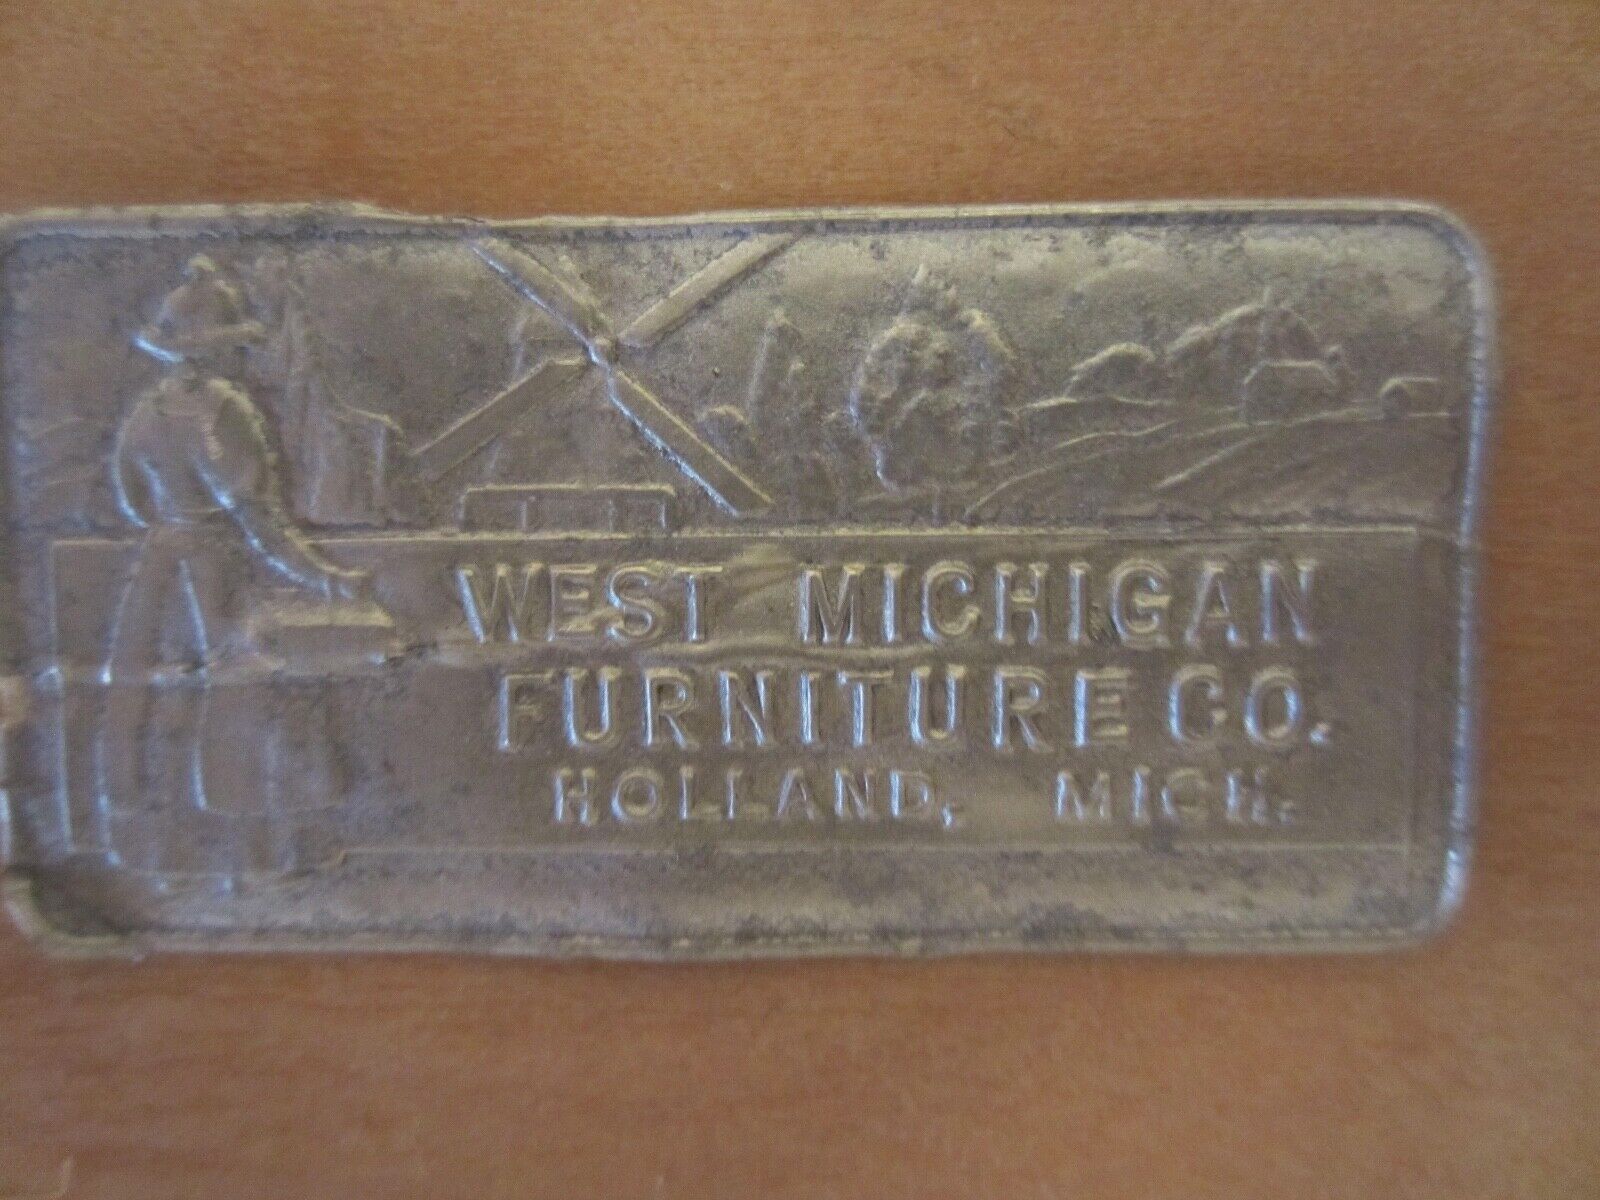 WEST MICHIGAN
FURNITURE CO.
HOLLAND, MICH.